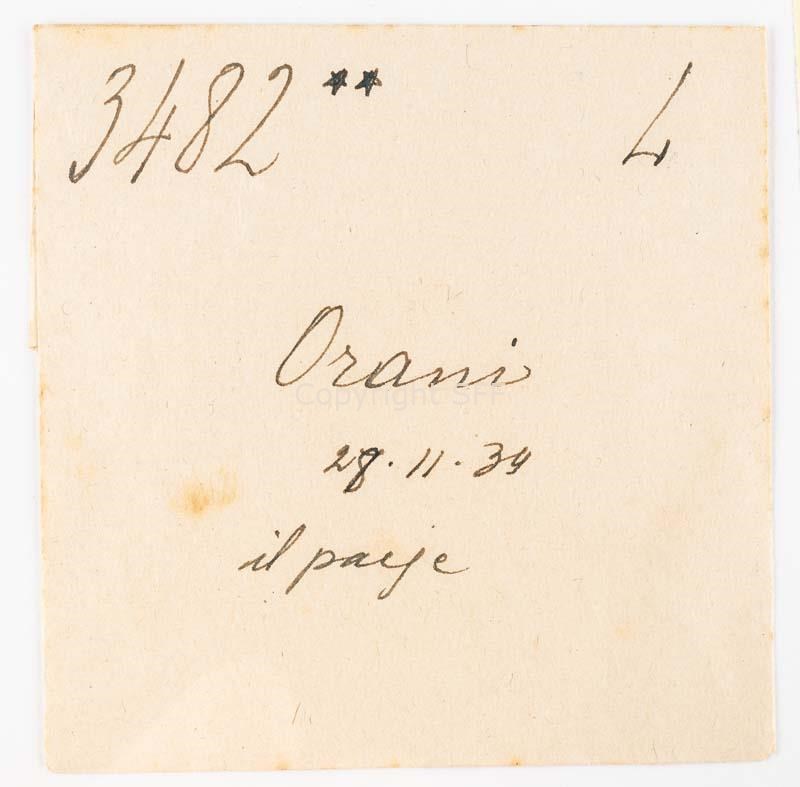 3482 ** L
Orani
Copyright SFF
28.11.34
il paese